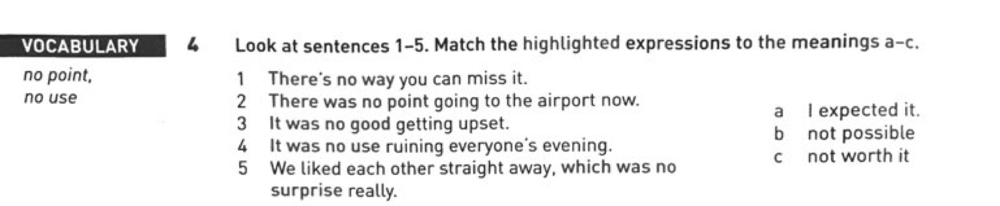 VOCABULARY
no point,
no use
4 Look at sentences 1–5. Match the highlighted expressions to the meanings a–c.
1 There's no way you can miss it.
2 There was no point going to the airport now.
3 It was no good getting upset.
4 It was no use ruining everyone's evening.
5 We liked each other straight away, which was no
surprise really.
a I expected it.
b not possible
c not worth it